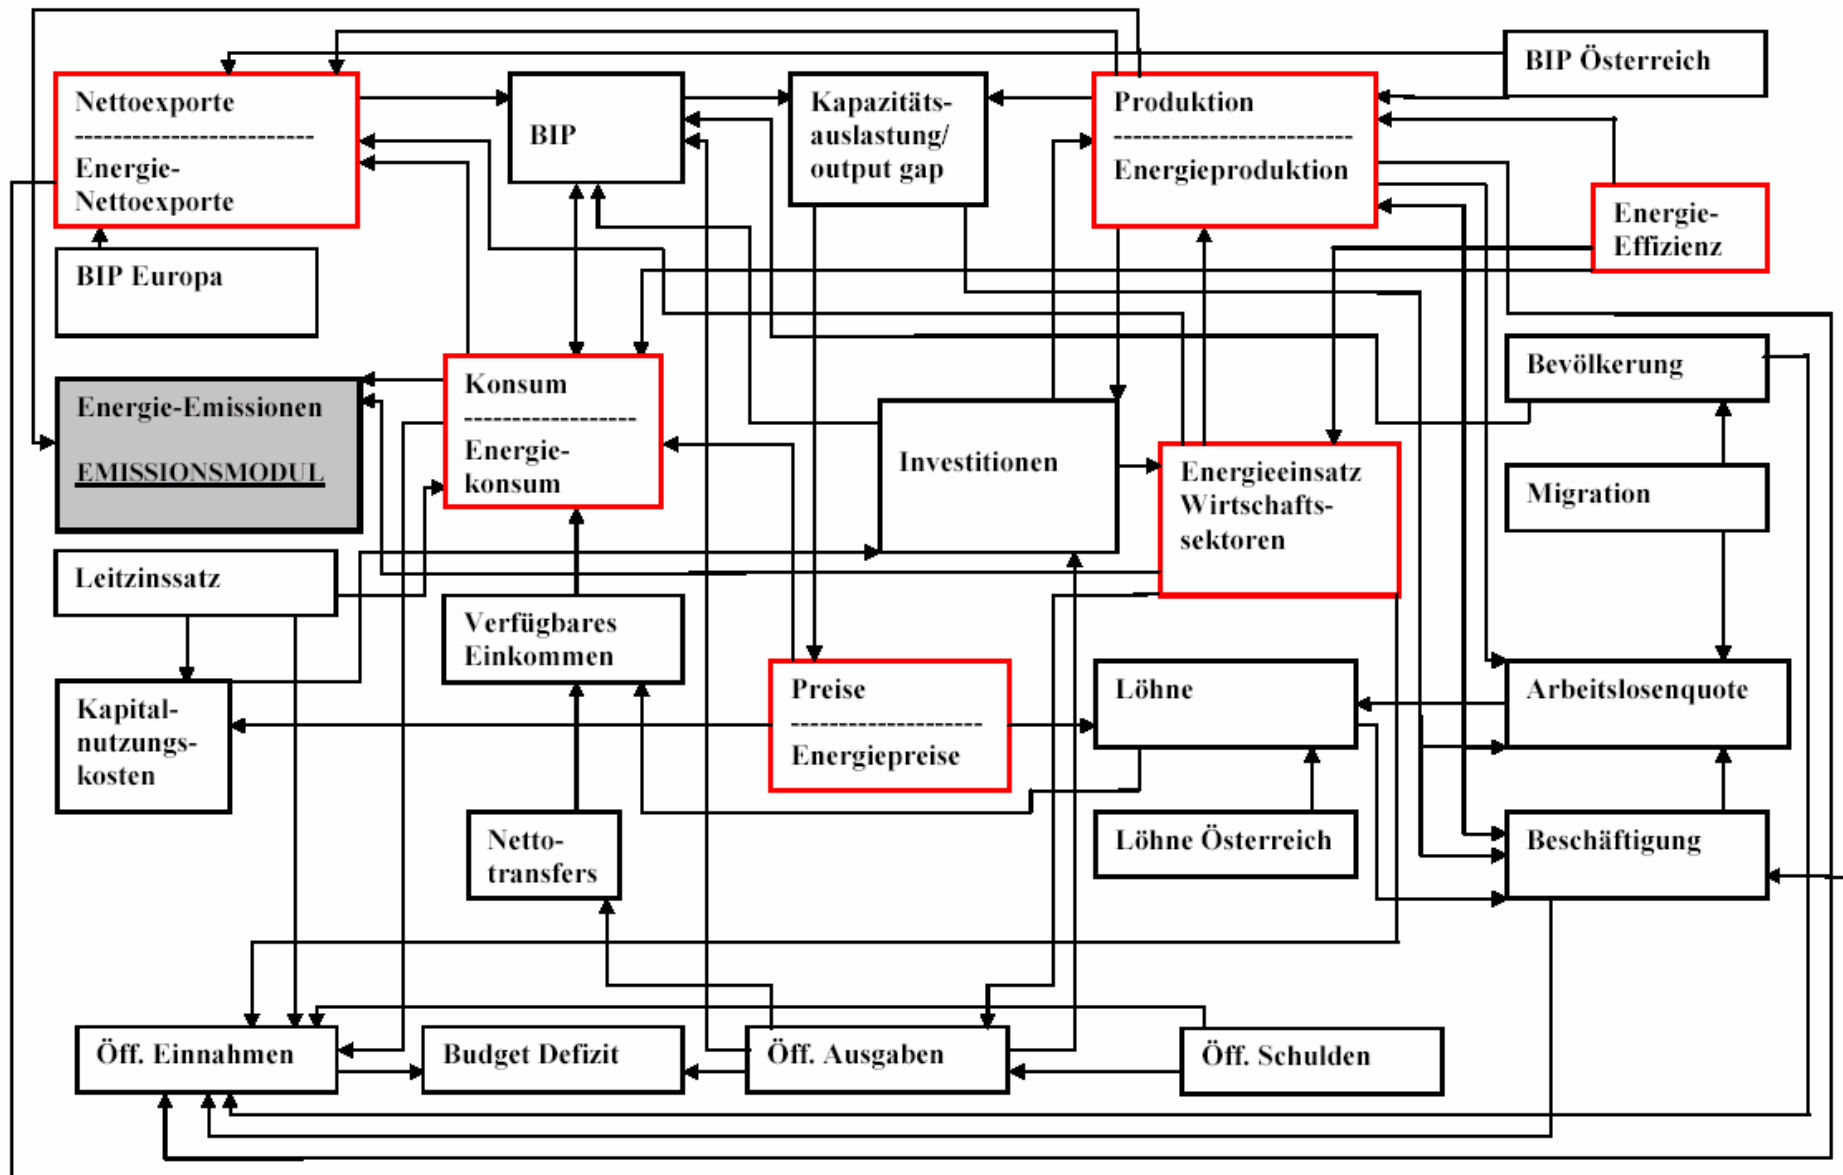 BIP Österreich
Nettoexporte
------------------------
Energie-
Nettoexporte
BIP
Kapazitäts-
auslastung/
output gap
Produktion
------------------------
Energieproduktion
Energie-
Effizienz
BIP Europa
Energie-Emissionen
EMISSIONSMODUL
Konsum
------------------
Energie-
konsum
Investitionen
Energieeinsatz
Wirtschafts-
sektoren
Bevölkerung
Migration
Leitzinssatz
Verfügbares
Einkommen
Kapital-
nutzungs-
kosten
Preise
--------------------
Energiepreise
Löhne
Arbeitslosenquote
Netto-
transfers
Löhne Österreich
Beschäftigung
Öff. Einnahmen
Budget Defizit
Öff. Ausgaben
Öff. Schulden